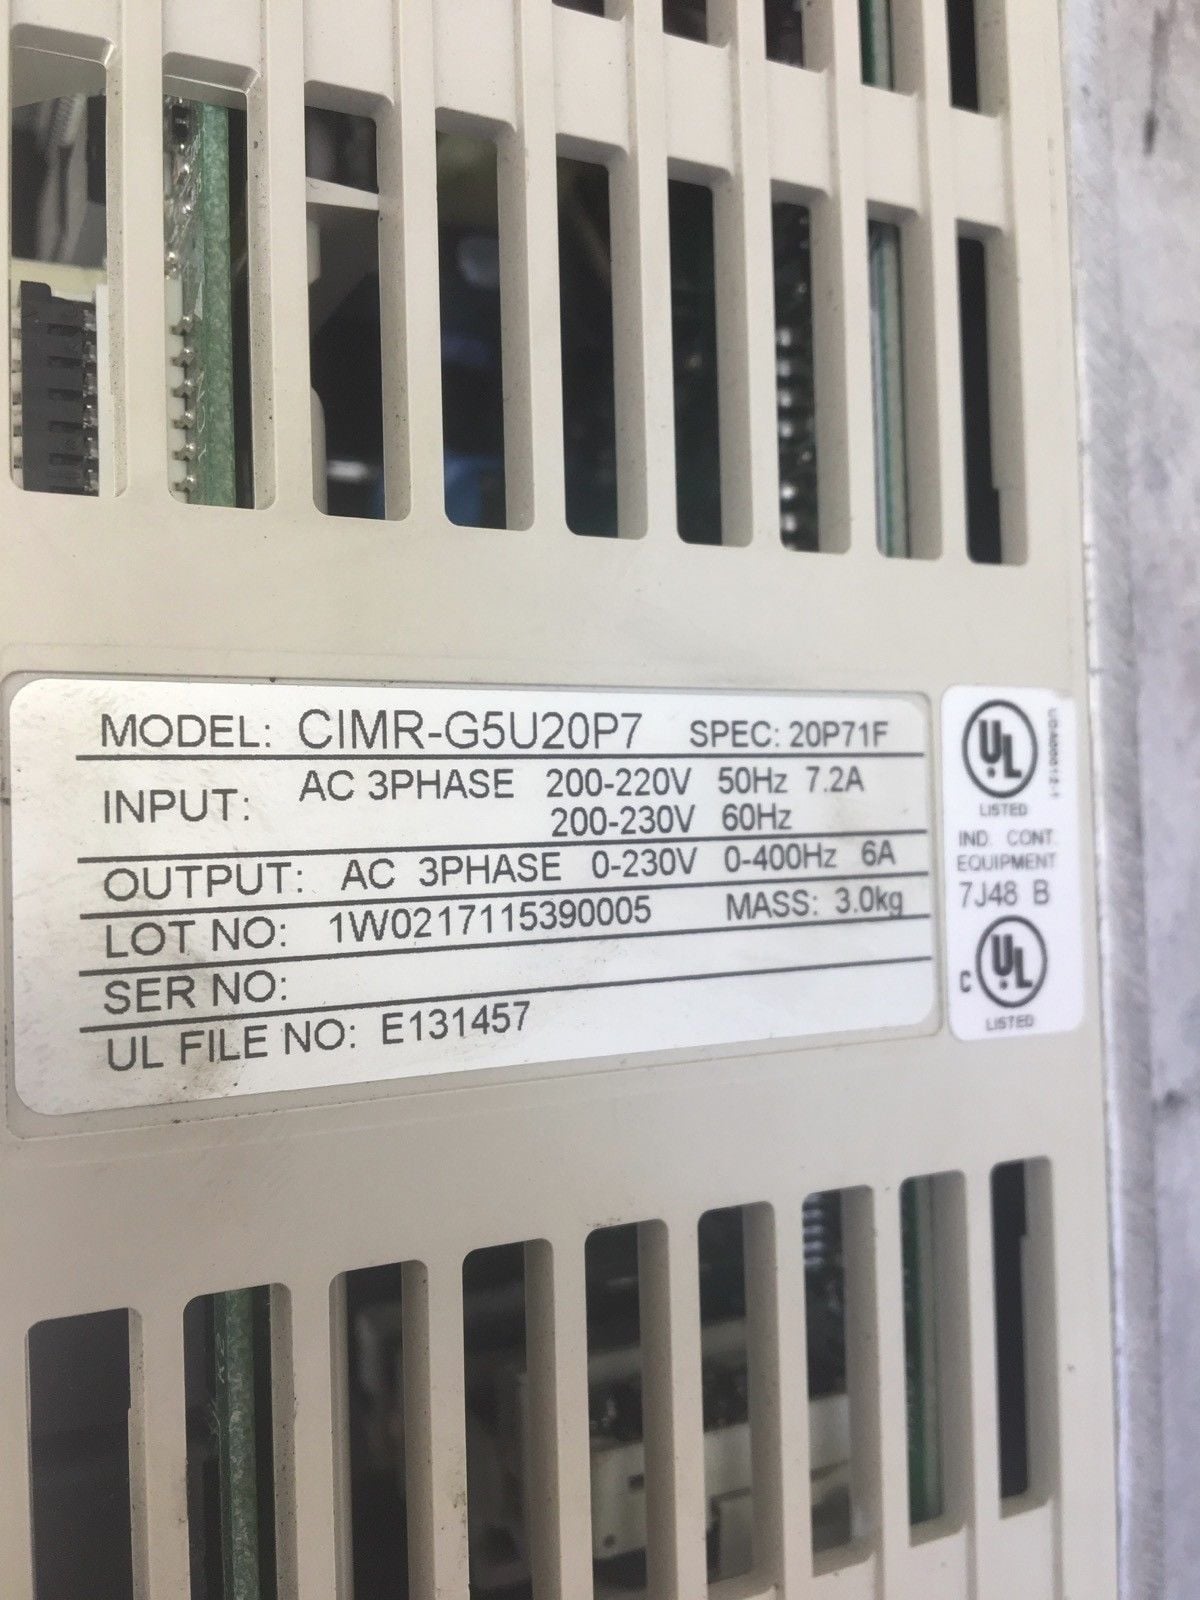 MODEL: CIMR-G5U20P7 SPEC: 20P71F
INPUT: AC 3PHASE 200-220V 50Hz 7.2A
200-230V 60Hz
OUTPUT: AC 3PHASE 0-230V 0-400Hz 6A
LOT NO: 1W0217115390005 MASS: 3.0kg
SER NO:
UL FILE NO: E131457
UL
LISTED
IND. CONT.
EQUIPMENT
7J48 B
C UL
LISTED